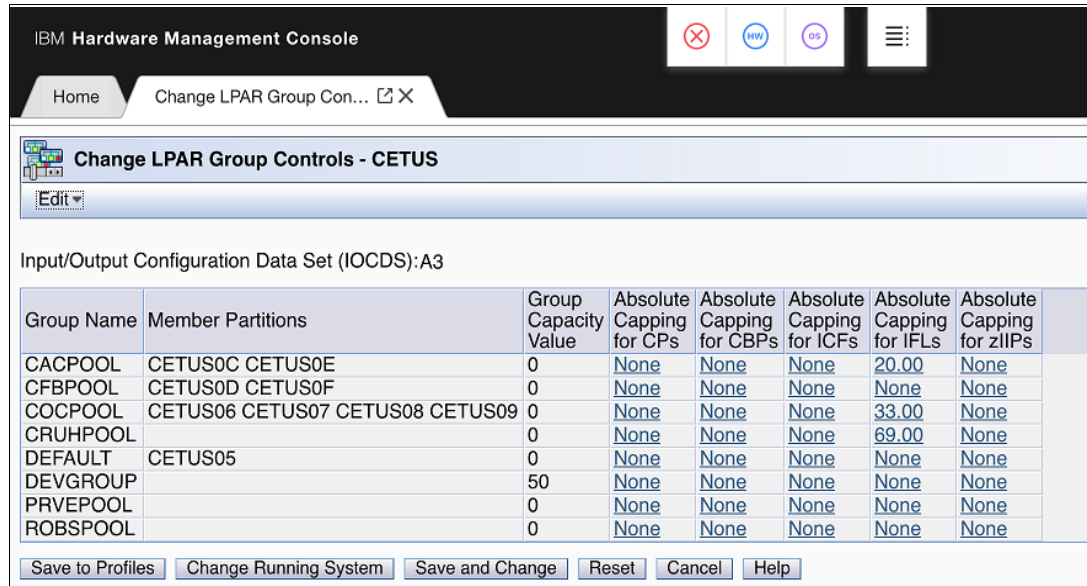 IBM Hardware Management Console
HW
OS
Home
Change LPAR Group Con...
Change LPAR Group Controls - CETUS
Edit
Input/Output Configuration Data Set (IOCDS):A3
Group Name Member Partitions Group Capacity Value Absolute Capping for CPs Absolute Capping for CBPs Absolute Capping for ICFs Absolute Capping for IFLs Absolute Capping for zIIPs
CACPOOL CETUS0C CETUS0E 0 None None None 20.00 None
CFBPOOL CETUS0D CETUS0F 0 None None None None None
COCPOOL CETUS06 CETUS07 CETUS08 CETUS09 0 None None None 33.00 None
CRUHPOOL 0 None None None 69.00 None
DEFAULT CETUS05 0 None None None None None
DEVGROUP 50 None None None None None
PRVEPOOL 0 None None None None None
ROBSPOOL 0 None None None None None
Save to Profiles Change Running System Save and Change Reset Cancel Help